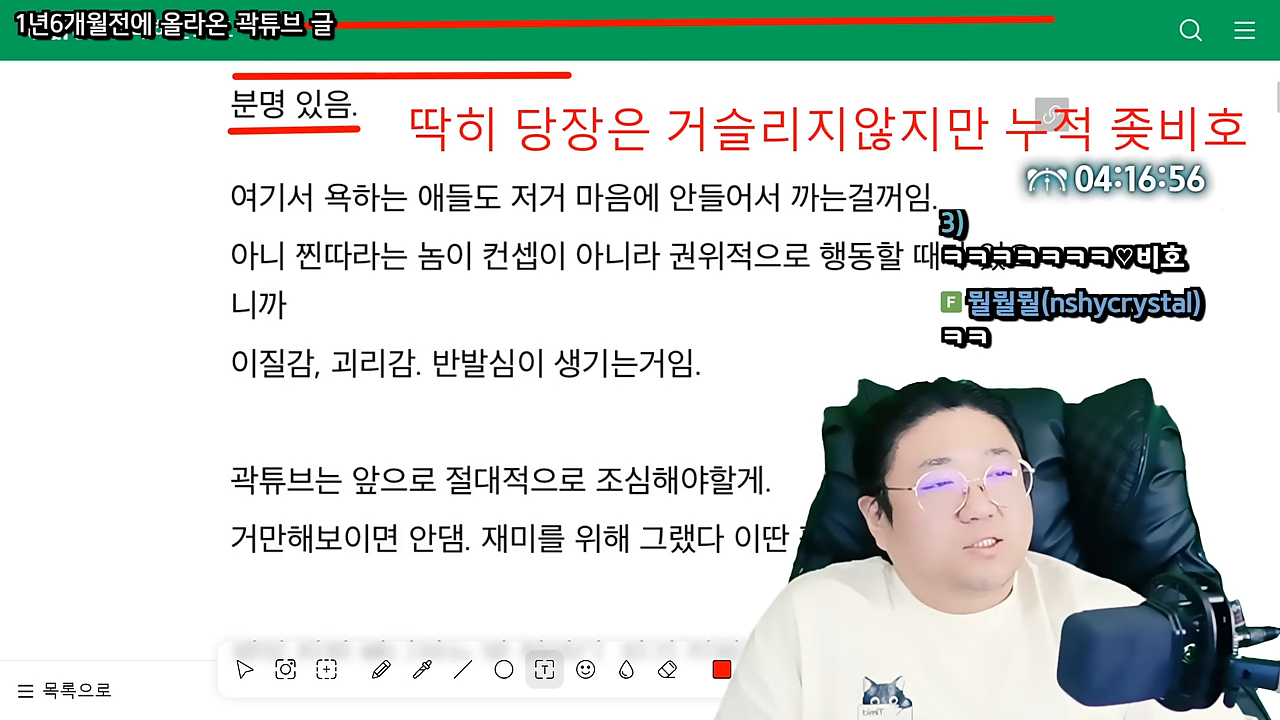 1년6개월전에 올라온 곽튜브 글
분명 있음.
딱히 당장은 거슬리지않지만 누적 좆비호
04:16:56
여기서 욕하는 애들도 저거 마음에 안들어서 까는걸꺼임.
3)
아니 찐따라는 놈이 컨셉이 아니라 권위적으로 행동할 때
ㅋㅋㅋㅋㅋㅋㅋ♡비호
니까
F 뭘뭘뭘(nshycrystal)
ㅋㅋ
이질감, 괴리감. 반발심이 생기는거임.
곽튜브는 앞으로 절대적으로 조심해야할게.
거만해보이면 안댐. 재미를 위해 그랬다 이딴
T
목록으로
Timid